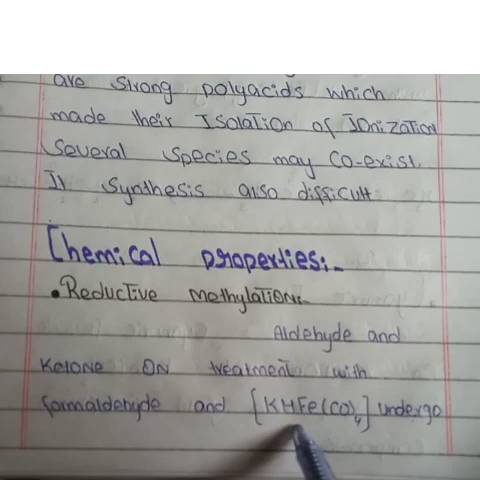 are strong polyacids which
made their Isolation of Ionization
Several species may Co-exist.
It synthesis also difficult
Chemical properties:-
• Reductive Methylation:-
Aldehyde and
Ketone ON treatment with
formaldehyde and [KHFe(CO)₄] undergo